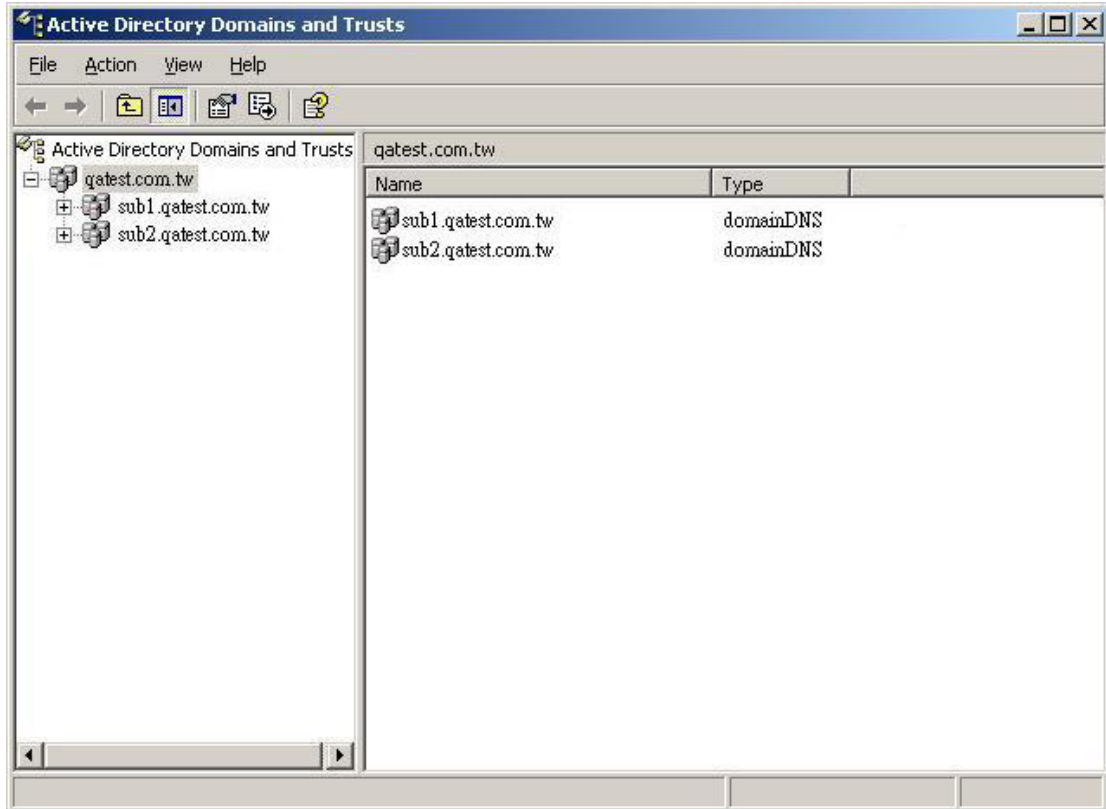 Active Directory Domains and Trusts
File Action View Help
Active Directory Domains and Trusts
qatest.com.tw
sub1.qatest.com.tw
sub2.qatest.com.tw
qatest.com.tw
Name Type
sub1.qatest.com.tw domainDNS
sub2.qatest.com.tw domainDNS